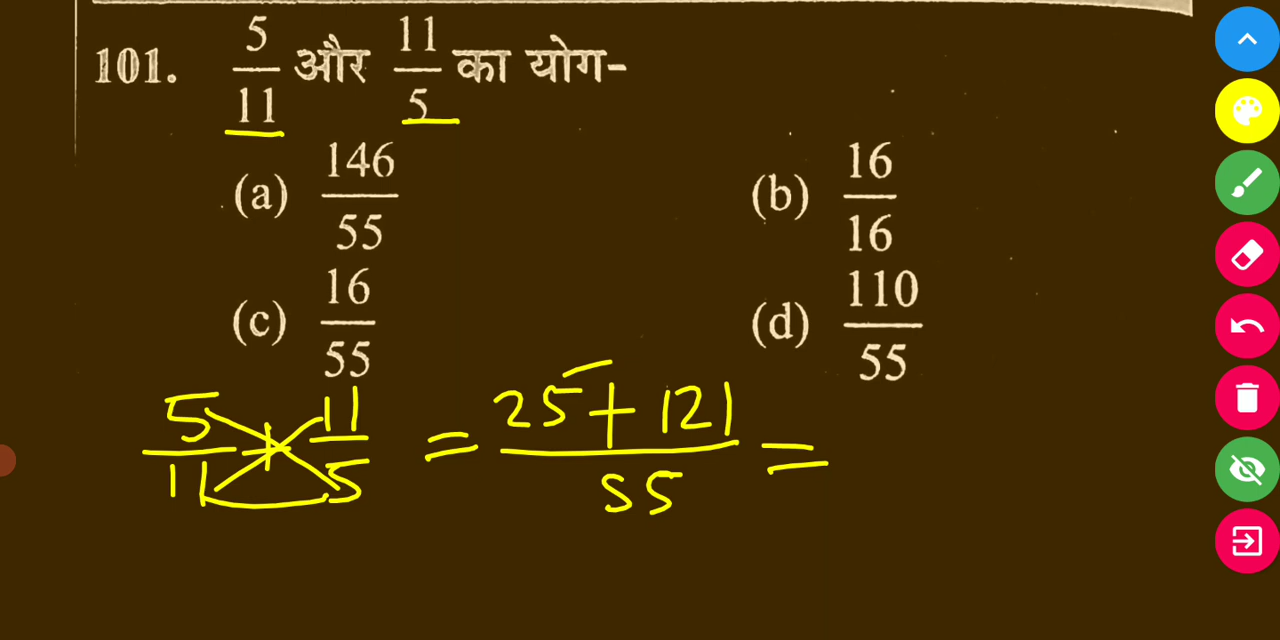 101. 5/11 और 11/5 का योग-
(a) 146/55 (b) 16/16
(c) 16/55 (d) 110/55
5/11 + 11/5 = 25 + 121/55 =